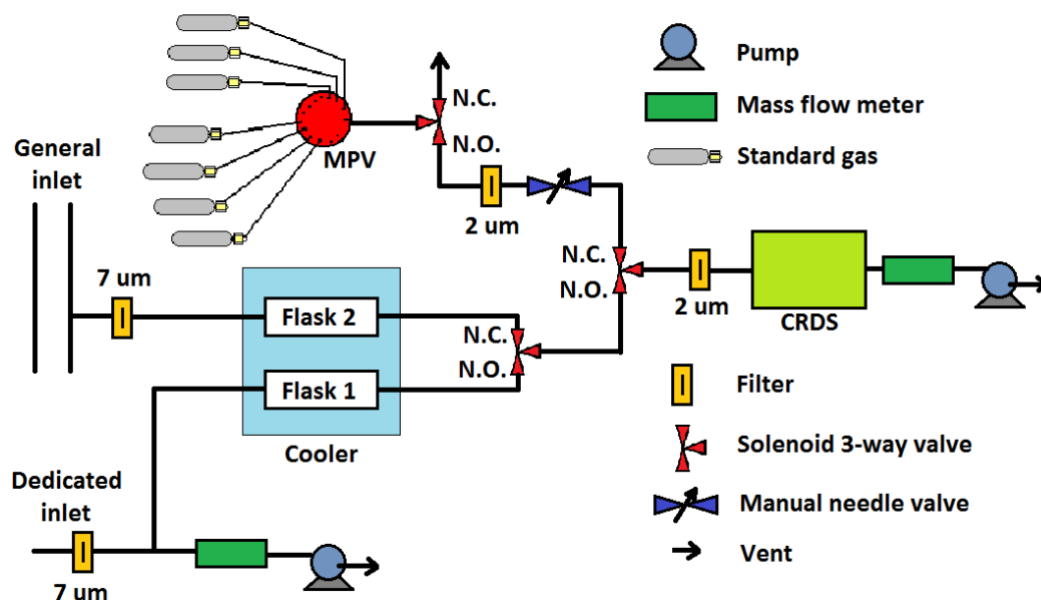 N.C.
N.O.
MPV
2 um
General
inlet
7 um
Flask 2
Flask 1
Cooler
N.C.
N.O.
N.C.
N.O.
2 um
CRDS
Dedicated
inlet
7 um
Pump
Mass flow meter
Standard gas
Filter
Solenoid 3-way valve
Manual needle valve
Vent